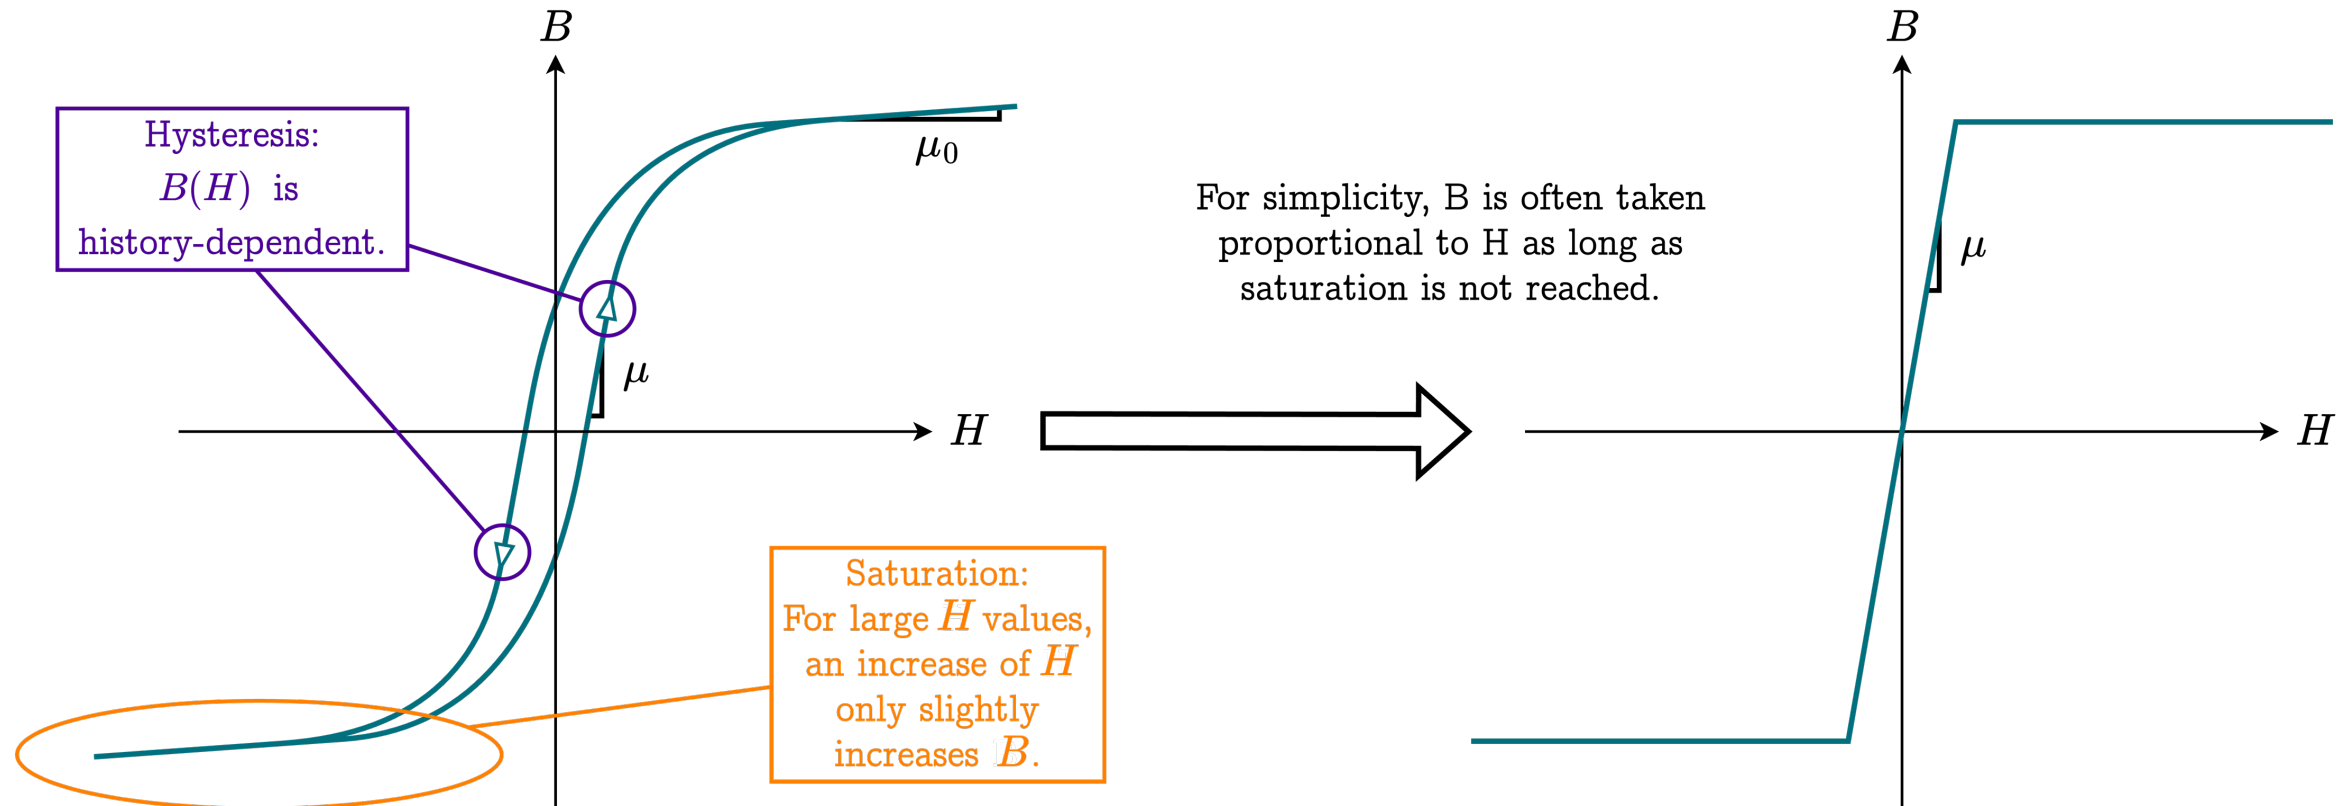 B
Hysteresis:
B(H) is
history-dependent.
μ₀
μ
H
Saturation:
For large H values,
an increase of H
only slightly
increases B.
For simplicity, B is often taken
proportional to H as long as
saturation is not reached.
B
μ
H